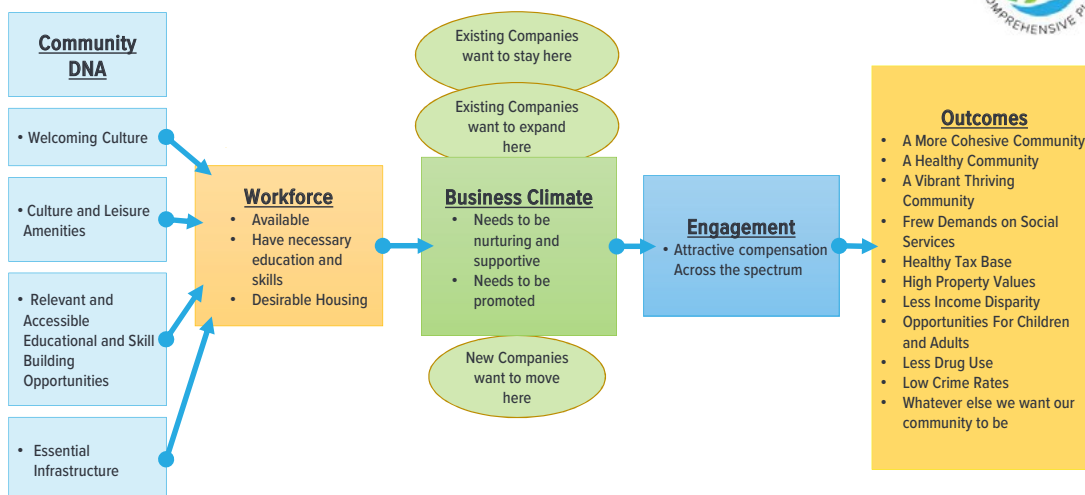 Community
DNA
• Welcoming Culture
• Culture and Leisure
Amenities
• Relevant and
Accessible
Educational and Skill
Building
Opportunities
• Essential
Infrastructure
Workforce
• Available
• Have necessary
education and
skills
• Desirable Housing
Existing Companies
want to stay here
Existing Companies
want to expand
here
Business Climate
• Needs to be
nurturing and
supportive
• Needs to be
promoted
New Companies
want to move
here
Engagement
• Attractive compensation
Across the spectrum
Outcomes
• A More Cohesive Community
• A Healthy Community
• A Vibrant Thriving
Community
• Frew Demands on Social
Services
• Healthy Tax Base
• High Property Values
• Less Income Disparity
• Opportunities For Children
and Adults
• Less Drug Use
• Low Crime Rates
• Whatever else we want our
community to be